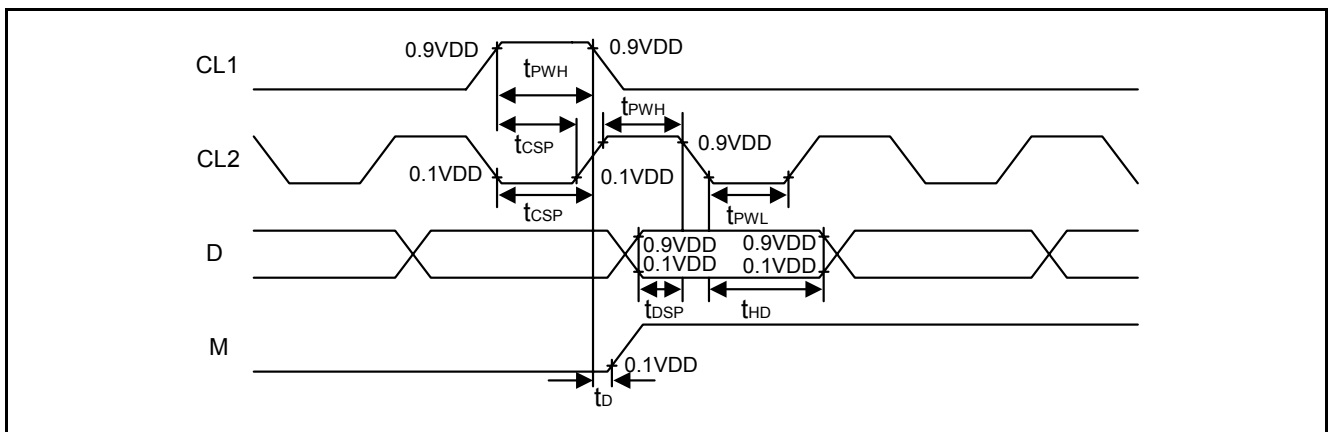 0.9VDD 0.9VDD
CL1
tPWH
tPWH
tCSP
0.9VDD
CL2
0.1VDD 0.1VDD
tCSP
tPWL
0.9VDD 0.9VDD
D
0.1VDD 0.1VDD
tDSP tHD
M
0.1VDD
tD